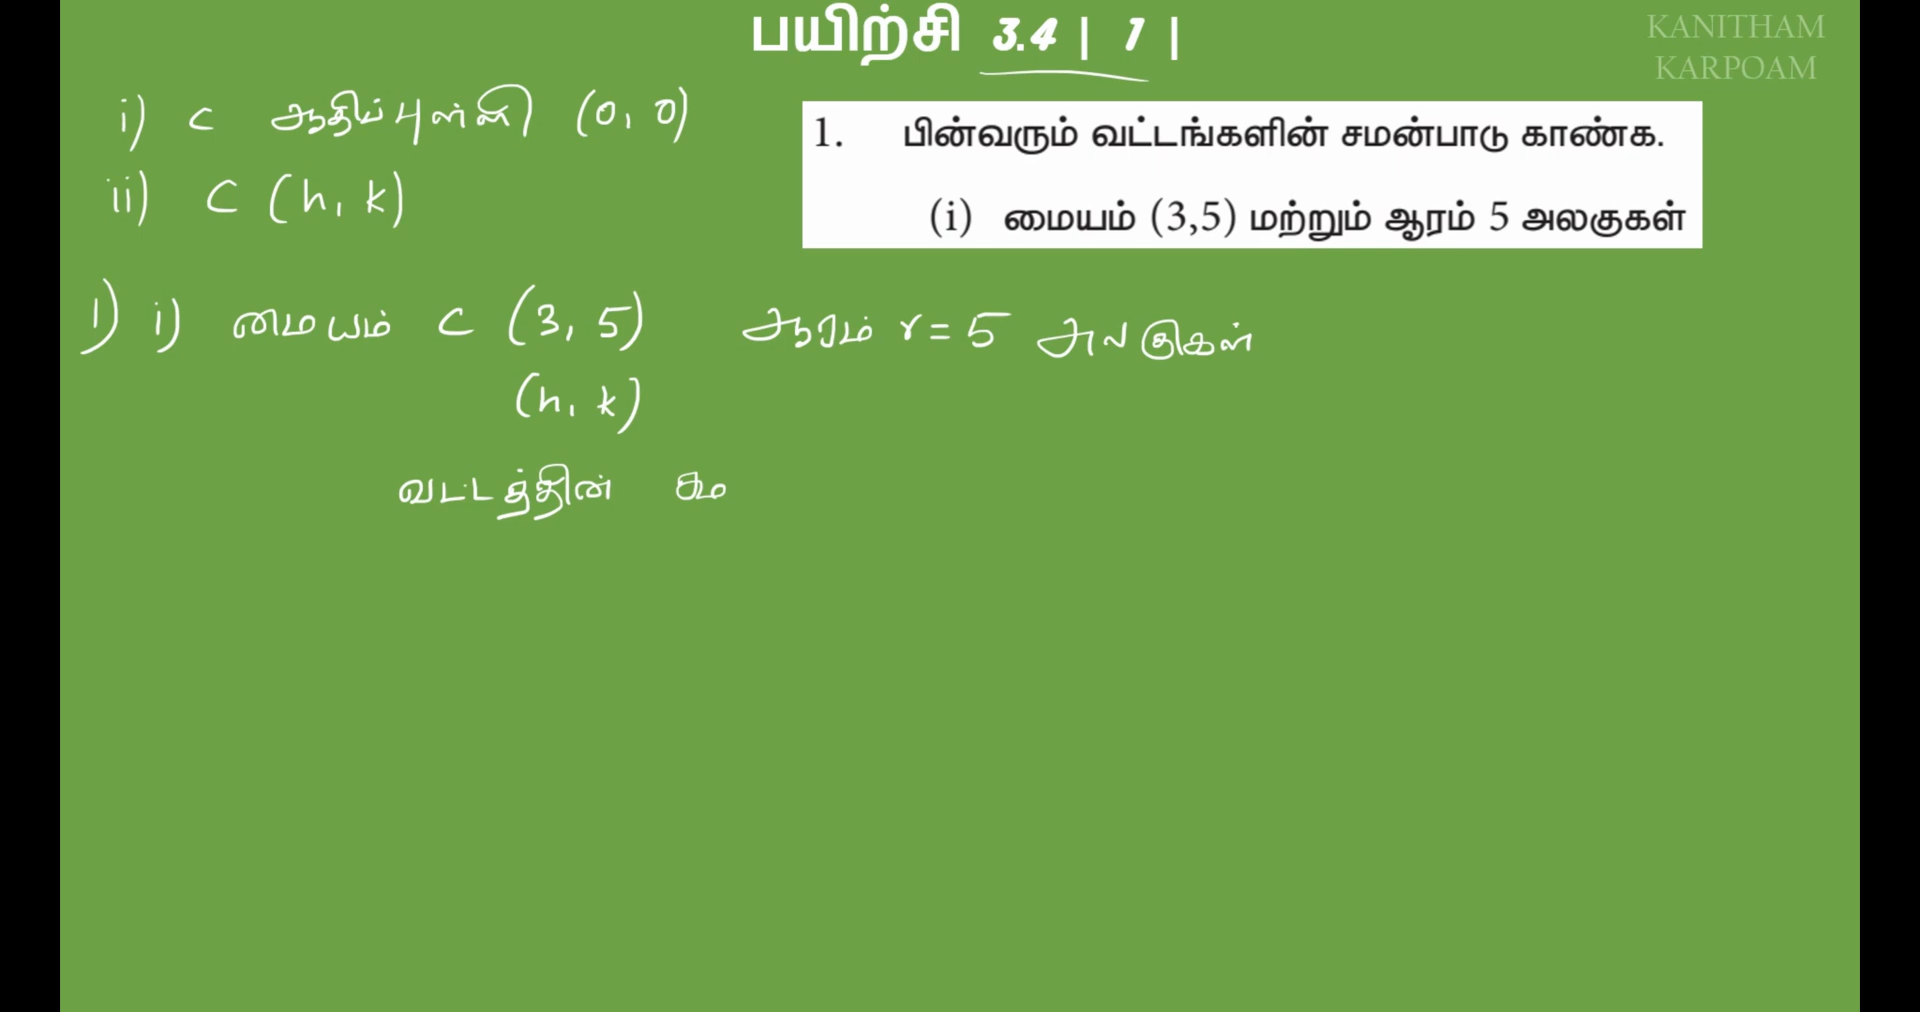 பயிற்சி 3.4 | 1 |
KANITHAM
KARPOAM
i) C ஆதிப்புள்ளி (0, 0)
ii) C (h, k)
1. பின்வரும் வட்டங்களின் சமன்பாடு காண்க.
(i) மையம் (3,5) மற்றும் ஆரம் 5 அலகுகள்
1) i) மையம் C (3, 5) ஆரம் r = 5 அலகுகள்
(h, k)
வட்டத்தின் சம